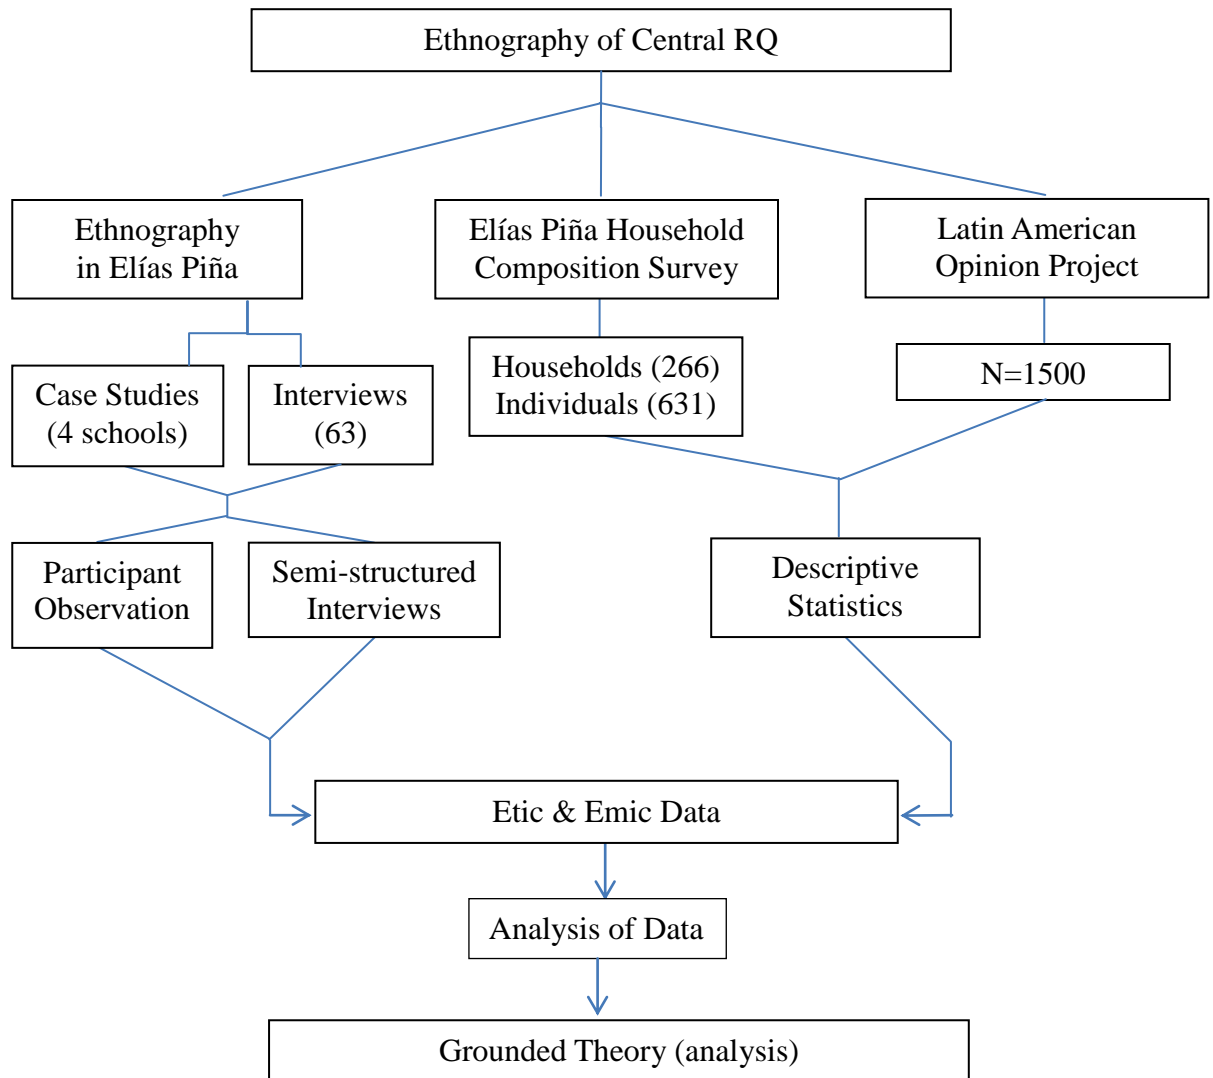 Ethnography of Central RQ
Ethnography
in Elías Piña
Elías Piña Household
Composition Survey
Latin American
Opinion Project
Case Studies
(4 schools)
Interviews
(63)
Households (266)
Individuals (631)
N=1500
Participant
Observation
Semi-structured
Interviews
Descriptive
Statistics
Etic & Emic Data
Analysis of Data
Grounded Theory (analysis)